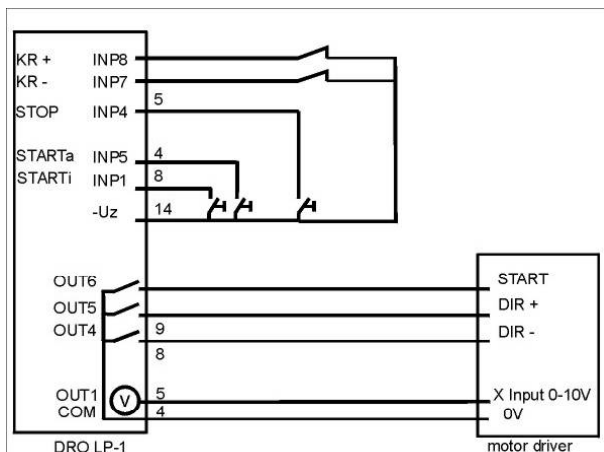 KR + INP8
KR - INP7
5
STOP INP4
STARTa INP5 4
STARTi INP1 8
-Uz 14
OUT6 START
OUT5 DIR +
OUT4 9 DIR -
8
OUT1 V 5 X Input 0-10V
COM 4 0V
DRO LP-1 motor driver